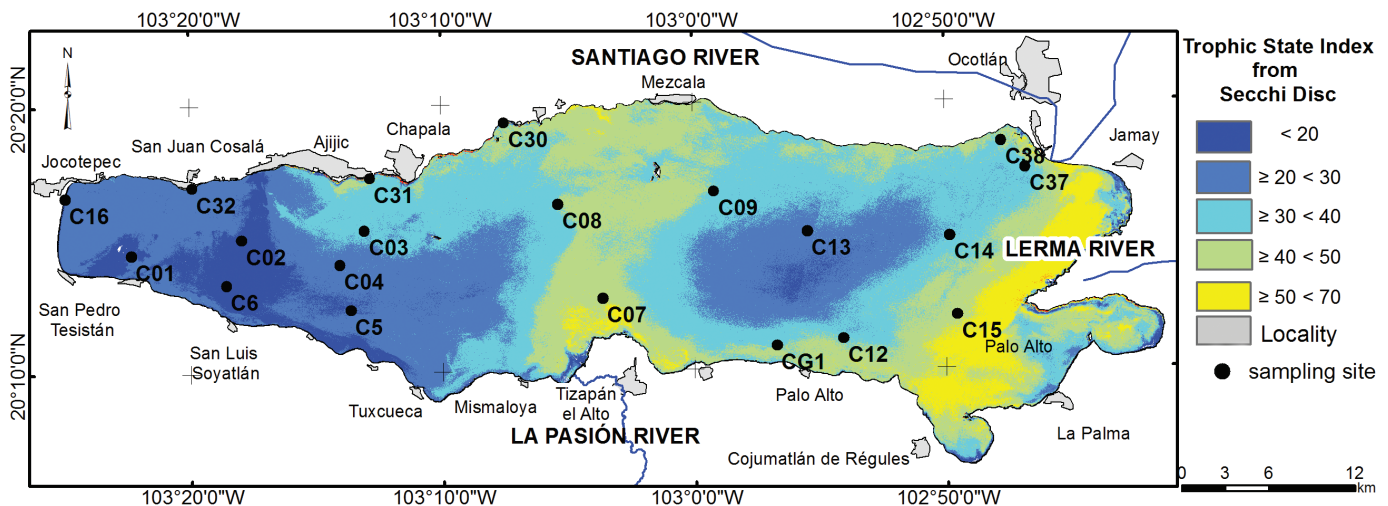 103°20'0"W 103°10'0"W 103°0'0"W 102°50'0"W
N
20°20'0"N
20°10'0"N
SANTIAGO RIVER
Mezcala
Ocotlán
Jamay
Chapala
Ajijic
San Juan Cosalá
Jocotepec
C30
C38
C37
C31
C32
C16
C08
C09
C03
C02
C13
C14
LERMA RIVER
C01
C04
C6
C5
C07
C15
San Pedro
Tesistán
CG1
C12
Palo Alto
San Luis
Soyatlán
Tuxcueca
Mismaloya
Tizapán
el Alto
Palo Alto
La Palma
LA PASIÓN RIVER
Cojumatlán de Régules
103°20'0"W 103°10'0"W 103°0'0"W 102°50'0"W
Trophic State Index
from
Secchi Disc
< 20
≥ 20 < 30
≥ 30 < 40
≥ 40 < 50
≥ 50 < 70
Locality
sampling site
0 3 6 12
km